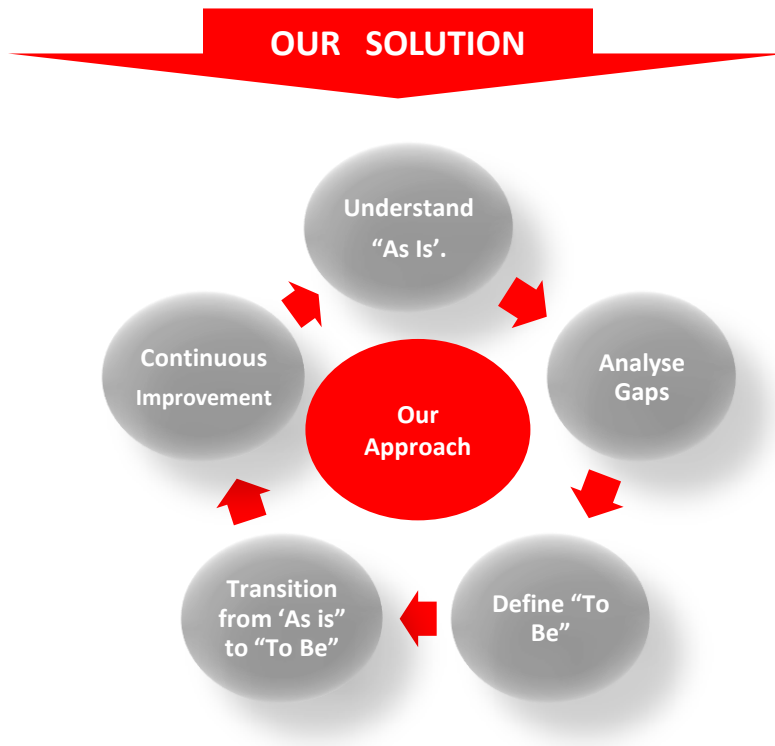 OUR SOLUTION
Understand
“As Is’.
Analyse
Gaps
Define “To
Be”
Transition
from ‘As is”
to “To Be”
Continuous
Improvement
Our
Approach